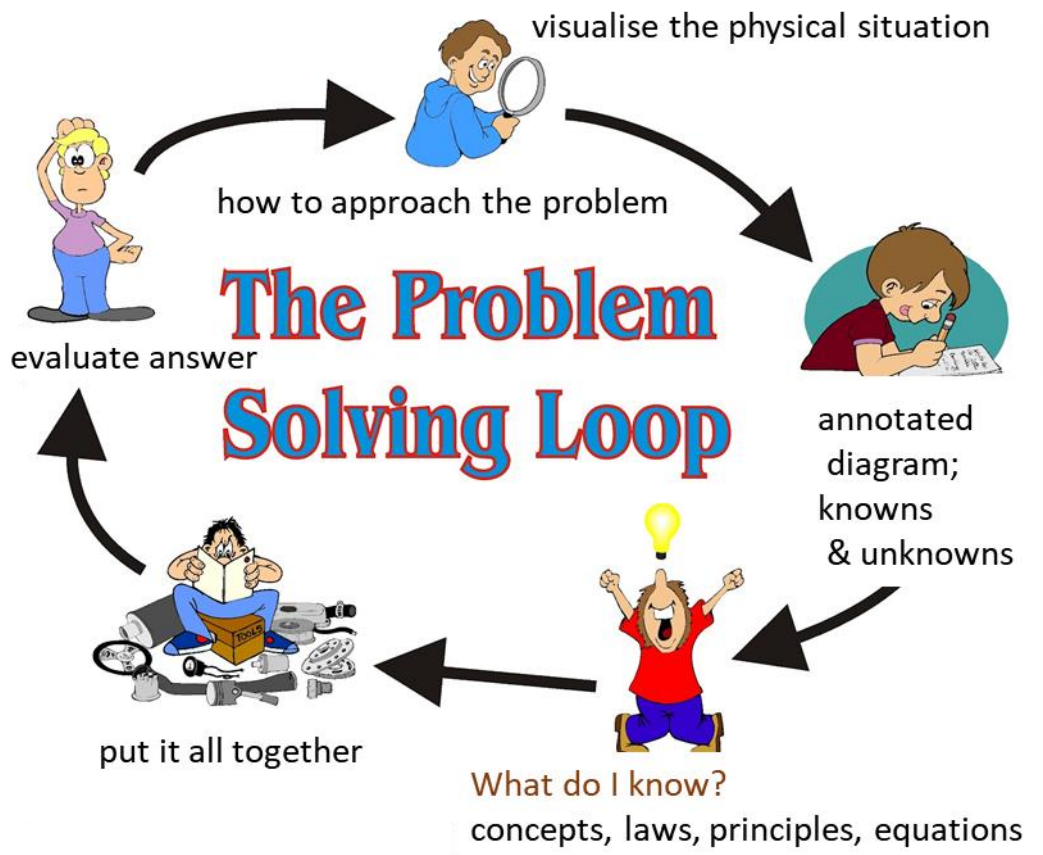 visualise the physical situation
how to approach the problem
The Problem
Solving Loop
evaluate answer
annotated
diagram;
knowns
& unknowns
TOOLS
put it all together
What do I know?
concepts, laws, principles, equations